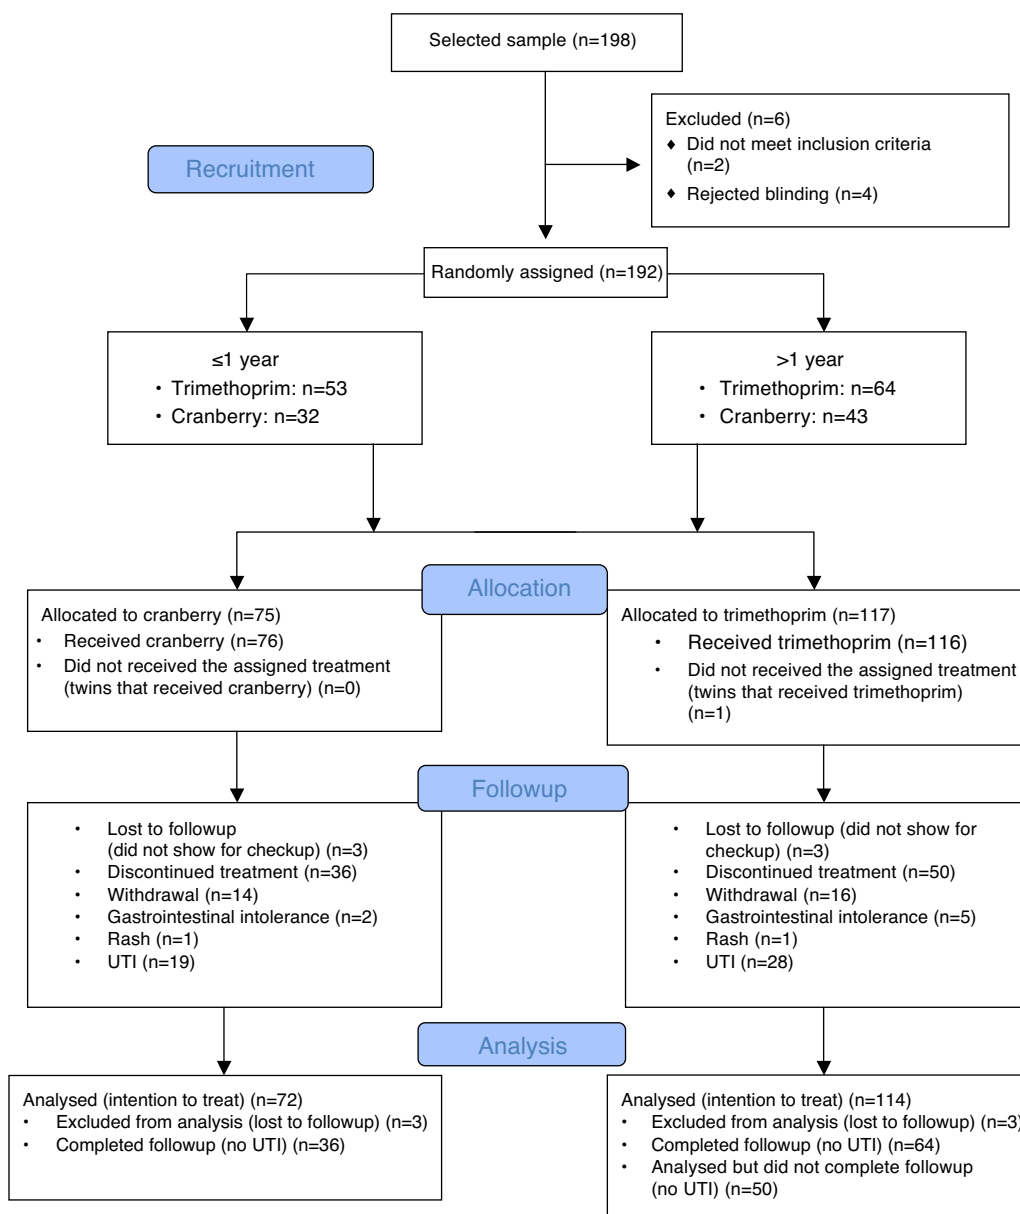 Selected sample (n=198)
Excluded (n=6)
♦ Did not meet inclusion criteria
(n=2)
♦ Rejected blinding (n=4)
Recruitment
Randomly assigned (n=192)
≤1 year
• Trimethoprim: n=53
• Cranberry: n=32
>1 year
• Trimethoprim: n=64
• Cranberry: n=43
Allocation
Allocated to cranberry (n=75)
• Received cranberry (n=76)
• Did not received the assigned treatment
(twins that received cranberry) (n=0)
Allocated to trimethoprim (n=117)
• Received trimethoprim (n=116)
• Did not received the assigned treatment
(twins that received trimethoprim)
(n=1)
Followup
• Lost to followup
(did not show for checkup) (n=3)
• Discontinued treatment (n=36)
• Withdrawal (n=14)
• Gastrointestinal intolerance (n=2)
• Rash (n=1)
• UTI (n=19)
• Lost to followup (did not show for
checkup) (n=3)
• Discontinued treatment (n=50)
• Withdrawal (n=16)
• Gastrointestinal intolerance (n=5)
• Rash (n=1)
• UTI (n=28)
Analysis
Analysed (intention to treat) (n=72)
• Excluded from analysis (lost to followup) (n=3)
• Completed followup (no UTI) (n=36)
Analysed (intention to treat) (n=114)
• Excluded from analysis (lost to followup) (n=3)
• Completed followup (no UTI) (n=64)
• Analysed but did not complete followup
(no UTI) (n=50)